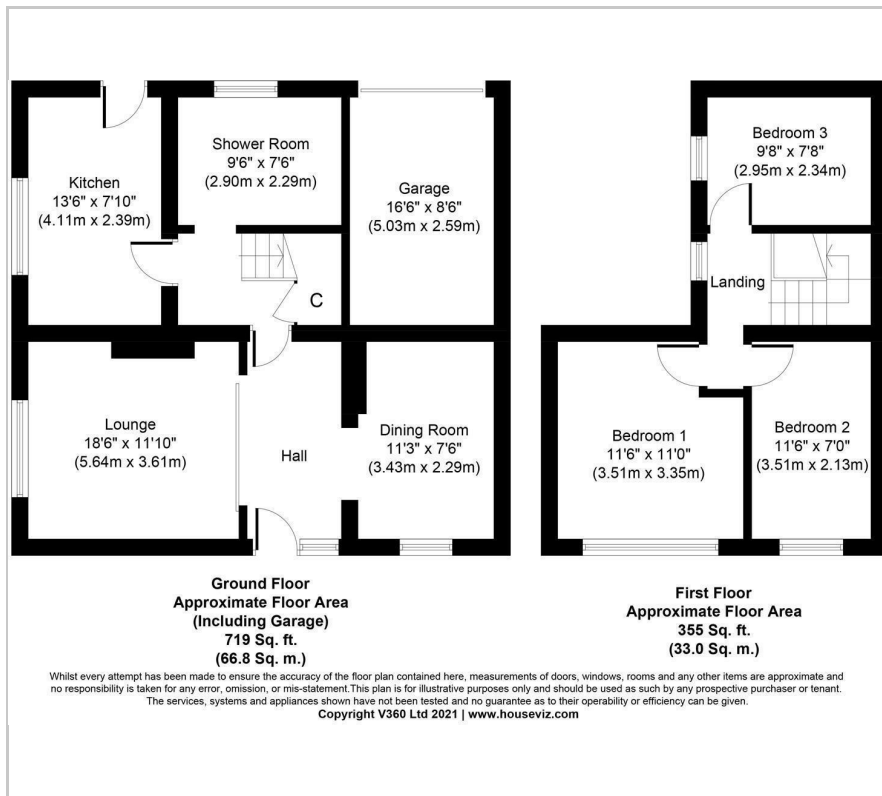 Kitchen
13'6" x 7'10"
(4.11m x 2.39m)
Shower Room
9'6" x 7'6"
(2.90m x 2.29m)
Garage
16'6" x 8'6"
(5.03m x 2.59m)
C
Lounge
18'6" x 11'10"
(5.64m x 3.61m)
Hall
Dining Room
11'3" x 7'6"
(3.43m x 2.29m)
Ground Floor
Approximate Floor Area
(Including Garage)
719 Sq. ft.
(66.8 Sq. m.)
Bedroom 3
9'8" x 7'8"
(2.95m x 2.34m)
Landing
Bedroom 1
11'6" x 11'0"
(3.51m x 3.35m)
Bedroom 2
11'6" x 7'0"
(3.51m x 2.13m)
First Floor
Approximate Floor Area
355 Sq. ft.
(33.0 Sq. m.)
Whilst every attempt has been made to ensure the accuracy of the floor plan contained here, measurements of doors, windows, rooms and any other items are approximate and
no responsibility is taken for any error, omission, or mis-statement.This plan is for illustrative purposes only and should be used as such by any prospective purchaser or tenant.
The services, systems and appliances shown have not been tested and no guarantee as to their operability or efficiency can be given.
Copyright V360 Ltd 2021 | www.houseviz.com